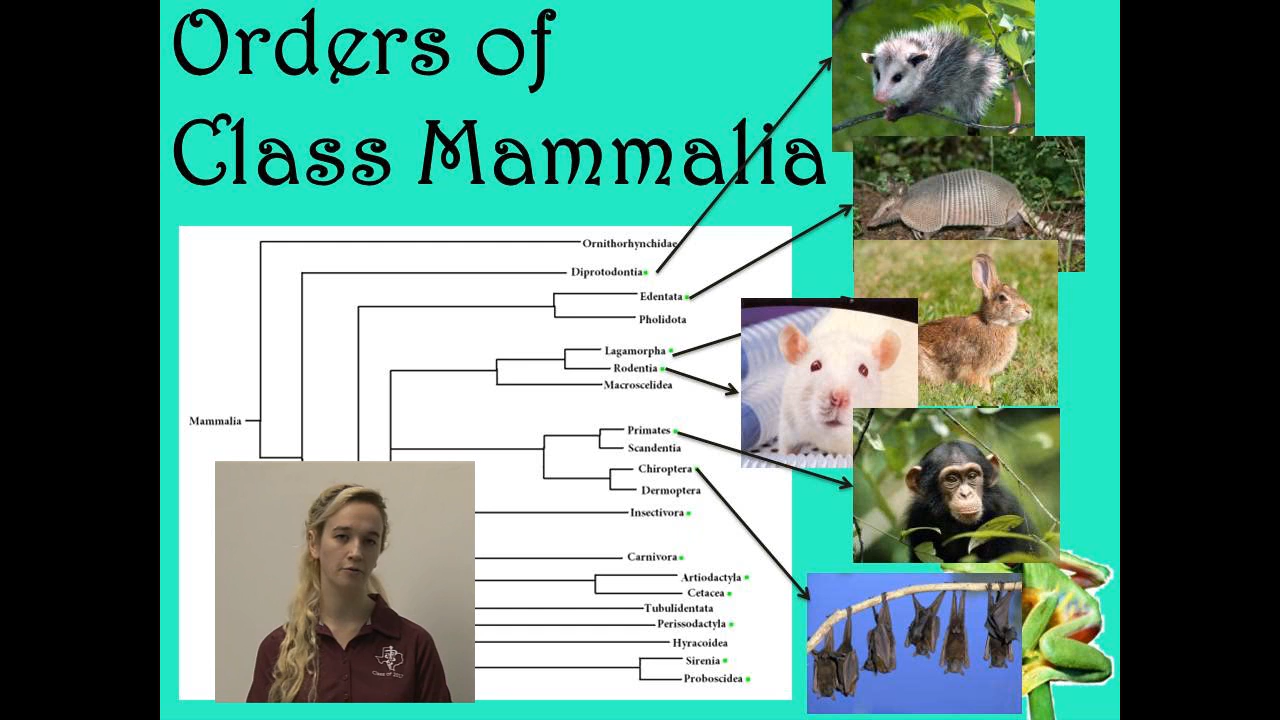 Orders of
Class Mammalia
Ornithorhynchidae
Diprotodontia
Edentata
Pholidota
Lagamorpha
Rodentia
Macroscelidea
Mammalia
Primates
Scandentia
Chiroptera
Dermoptera
Insectivora
Carnivora
Artiodactyla
Cetacea
Tubulidentata
Perissodactyla
Hyracoidea
Sirenia
Proboscidea